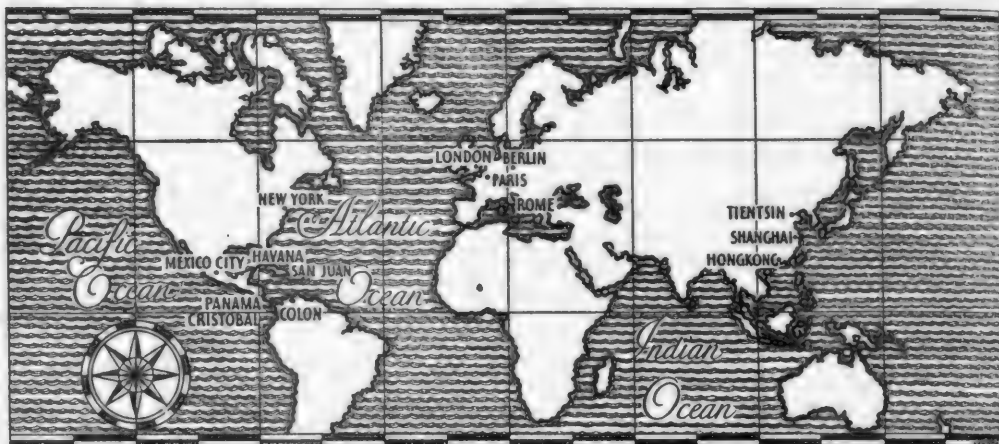 LONDON BERLIN
PARIS
NEW YORK
ROME
Atlantic
TIENTSIN
Pacific
SHANGHAI
HAVANA
MEXICO CITY
HONGKONG
SAN JUAN
Ocean
Ocean
PANAMA
COLON
CRISTOBAL
Indian
Ocean